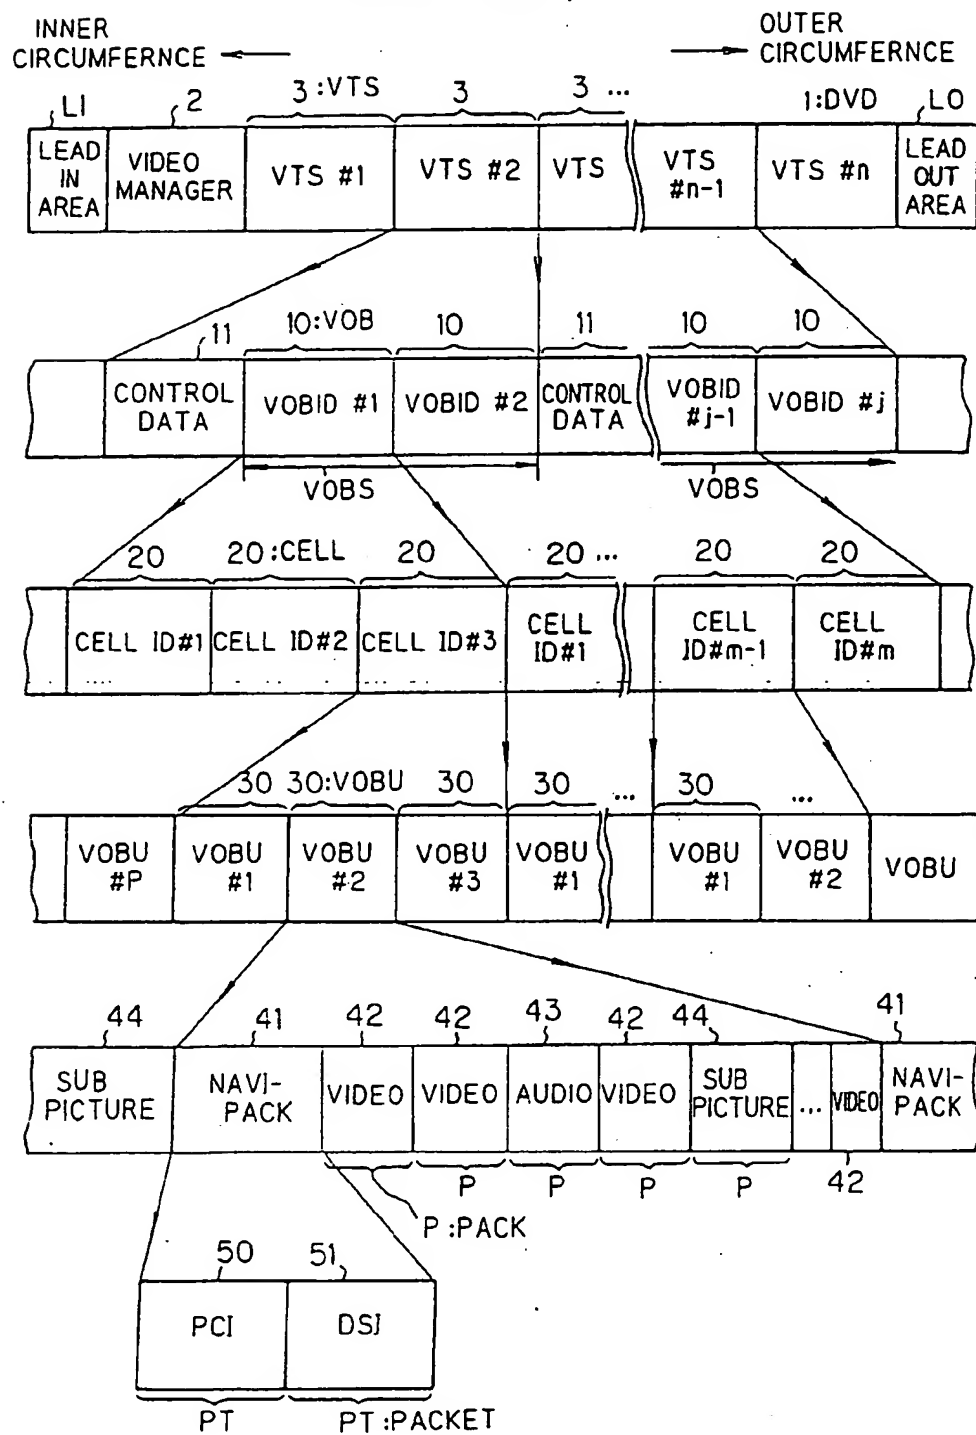 INNER
CIRCUMFERNCE
OUTER
CIRCUMFERNCE
LI 2 3 :VTS 3 3 ... 1:DVD LO
LEAD IN AREA
VIDEO MANAGER
VTS #1
VTS #2
VTS
VTS #n-1
VTS #n
LEAD OUT AREA
11 10:VOB 10 11 10 10
CONTROL DATA
VOBID #1
VOBID #2
CONTROL DATA
VOBID #j-1
VOBID #j
VOBS VOBS
20 20:CELL 20 20 ... 20 20
CELL ID#1
CELL ID#2
CELL ID#3
CELL ID#1
CELL ID#m-1
CELL ID#m
30 30:VOBU 30 30 ... 30 ...
VOBU #P
VOBU #1
VOBU #2
VOBU #3
VOBU #1
VOBU #1
VOBU #2
VOBU
44 41 42 42 43 42 44 41
SUB PICTURE
NAVI-PACK
VIDEO
VIDEO
AUDIO
VIDEO
SUB PICTURE
...
VIDEO
NAVI-PACK
P P P P 42
P :PACK
50 51
PCI DSI
PT PT :PACKET